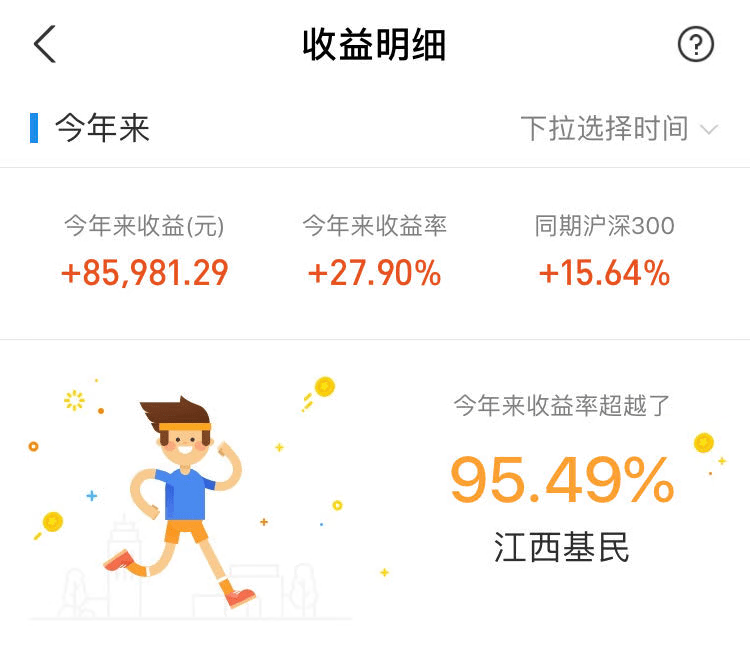 收益明细
?
今年来
下拉选择时间
今年来收益(元)
今年来收益率
同期沪深300
+85,981.29
+27.90%
+15.64%
今年来收益率超越了
95.49%
江西基民